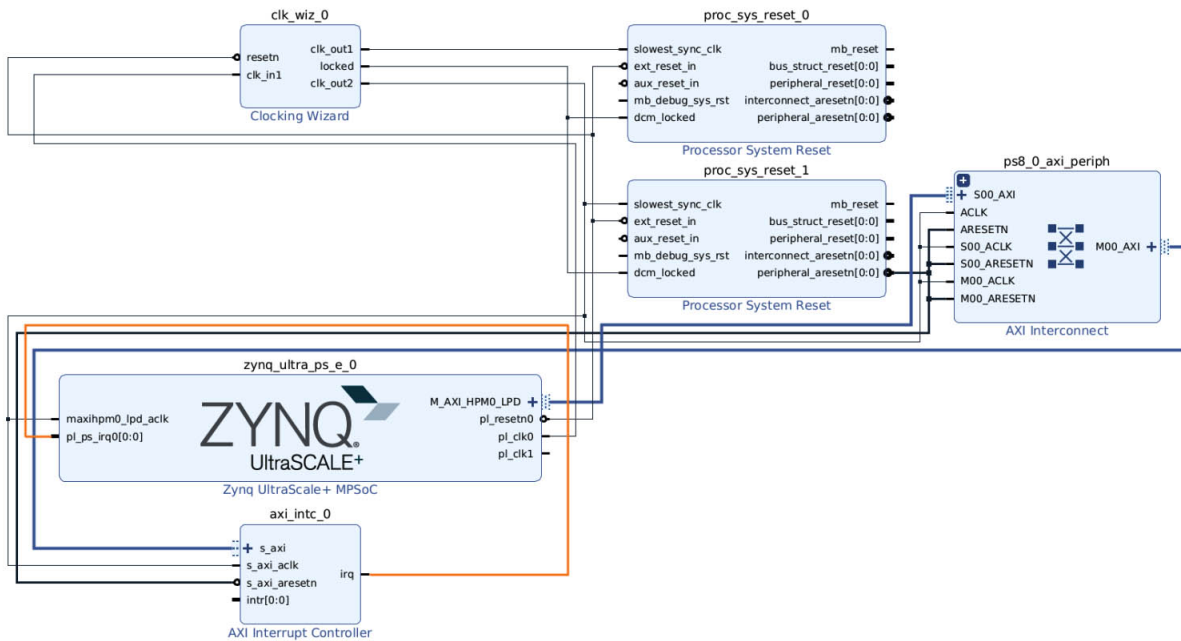 clk_wiz_0
resetn
clk_in1
clk_out1
locked
clk_out2
Clocking Wizard
proc_sys_reset_0
slowest_sync_clk
ext_reset_in
aux_reset_in
mb_debug_sys_rst
dcm_locked
mb_reset
bus_struct_reset[0:0]
peripheral_reset[0:0]
interconnect_aresetn[0:0]
peripheral_aresetn[0:0]
Processor System Reset
proc_sys_reset_1
slowest_sync_clk
ext_reset_in
aux_reset_in
mb_debug_sys_rst
dcm_locked
mb_reset
bus_struct_reset[0:0]
peripheral_reset[0:0]
interconnect_aresetn[0:0]
peripheral_aresetn[0:0]
Processor System Reset
ps8_0_axi_periph
S00_AXI
ACLK
ARESETN
S00_ACLK
S00_ARESETN
M00_ACLK
M00_ARESETN
M00_AXI
AXI Interconnect
zynq_ultra_ps_e_0
maxihpm0_lpd_aclk
pl_ps_irq0[0:0]
ZYNQ.
UltraSCALE+
M_AXI_HPM0_LPD
pl_resetn0
pl_clk0
pl_clk1
Zynq UltraScale+ MPSoC
axi_intc_0
s_axi
s_axi_aclk
s_axi_aresetn
intr[0:0]
irq
AXI Interrupt Controller